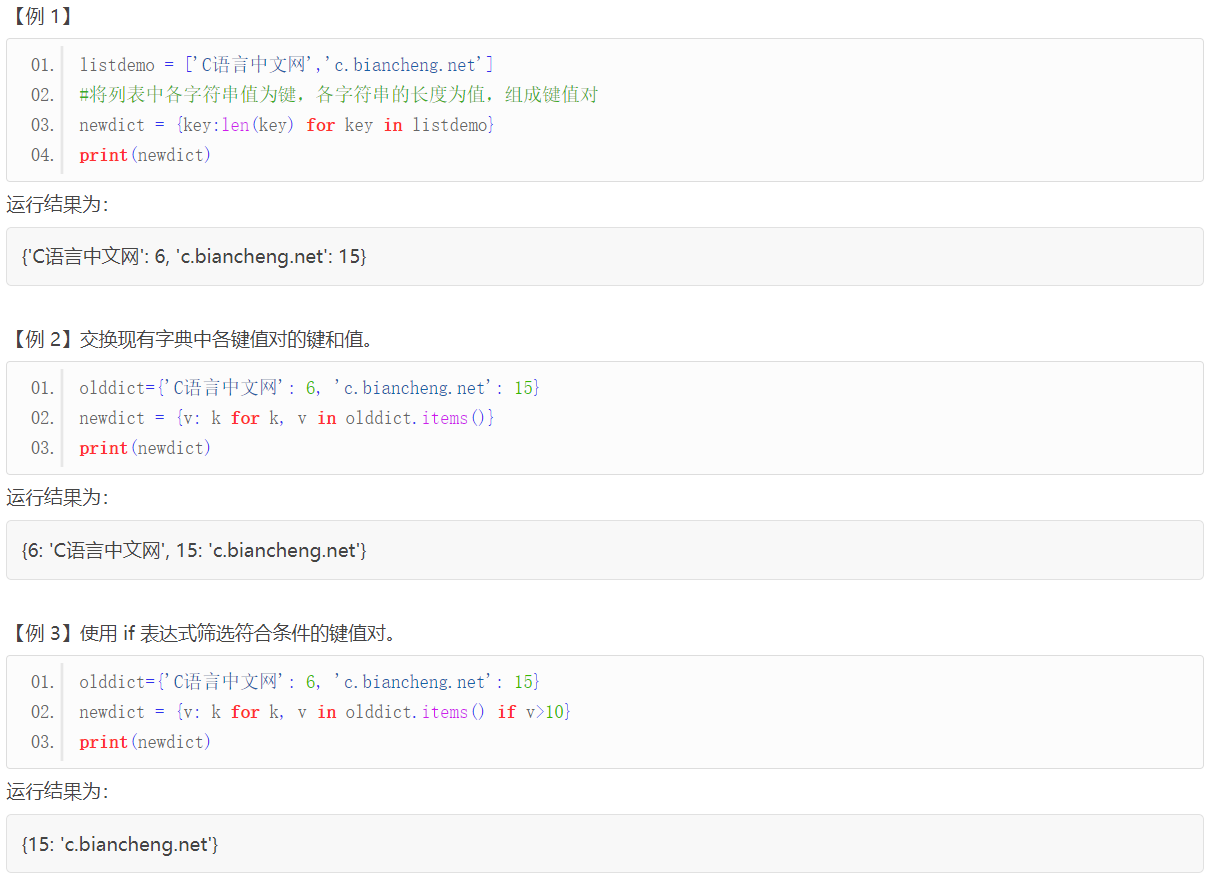 【例 1】
01. listdemo = ['C语言中文网','c.biancheng.net']
02. #将列表中各字符串值为键，各字符串的长度为值，组成键值对
03. newdict = {key:len(key) for key in listdemo}
04. print(newdict)
运行结果为：
{'C语言中文网': 6, 'c.biancheng.net': 15}
【例 2】交换现有字典中各键值对的键和值。
01. olddict={'C语言中文网': 6, 'c.biancheng.net': 15}
02. newdict = {v: k for k, v in olddict.items()}
03. print(newdict)
运行结果为：
{6: 'C语言中文网', 15: 'c.biancheng.net'}
【例 3】使用 if 表达式筛选符合条件的键值对。
01. olddict={'C语言中文网': 6, 'c.biancheng.net': 15}
02. newdict = {v: k for k, v in olddict.items() if v>10}
03. print(newdict)
运行结果为：
{15: 'c.biancheng.net'}